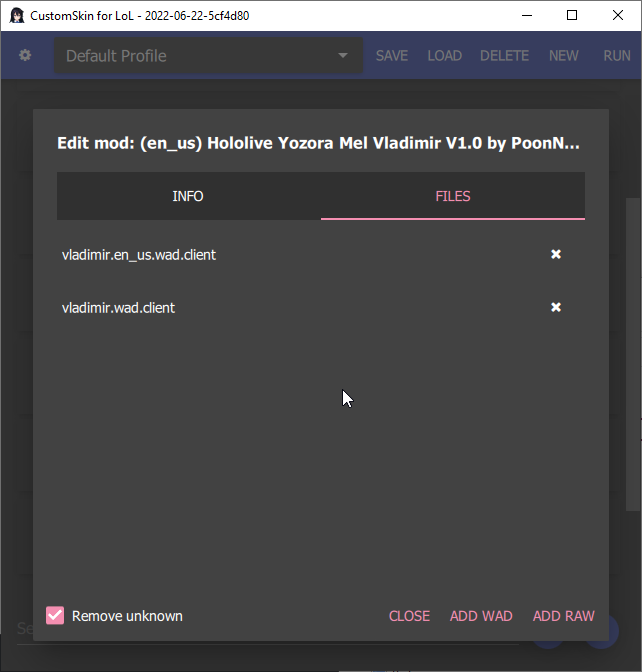 CustomSkin for LoL - 2022-06-22-5cf4d80
Default Profile SAVE LOAD DELETE NEW RUN
Edit mod: (en_us) Hololive Yozora Mel Vladimir V1.0 by PoonN...
INFO FILES
vladimir.en_us.wad.client
vladimir.wad.client
Remove unknown CLOSE ADD WAD ADD RAW